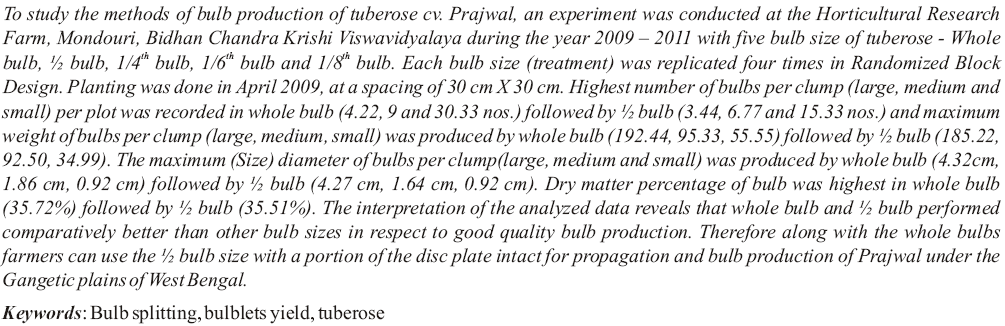 To study the methods of bulb production of tuberose cv. Prajwal, an experiment was conducted at the Horticultural Research
Farm, Mondouri, Bidhan Chandra Krishi Viswavidyalaya during the year 2009 – 2011 with five bulb size of tuberose - Whole
bulb, ½ bulb, 1/4th bulb, 1/6th bulb and 1/8th bulb. Each bulb size (treatment) was replicated four times in Randomized Block
Design. Planting was done in April 2009, at a spacing of 30 cm X 30 cm. Highest number of bulbs per clump (large, medium and
small) per plot was recorded in whole bulb (4.22, 9 and 30.33 nos.) followed by ½ bulb (3.44, 6.77 and 15.33 nos.) and maximum
weight of bulbs per clump (large, medium, small) was produced by whole bulb (192.44, 95.33, 55.55) followed by ½ bulb (185.22,
92.50, 34.99). The maximum (Size) diameter of bulbs per clump(large, medium and small) was produced by whole bulb (4.32cm,
1.86 cm, 0.92 cm) followed by ½ bulb (4.27 cm, 1.64 cm, 0.92 cm). Dry matter percentage of bulb was highest in whole bulb
(35.72%) followed by ½ bulb (35.51%). The interpretation of the analyzed data reveals that whole bulb and ½ bulb performed
comparatively better than other bulb sizes in respect to good quality bulb production. Therefore along with the whole bulbs
farmers can use the ½ bulb size with a portion of the disc plate intact for propagation and bulb production of Prajwal under the
Gangetic plains of West Bengal.
Keywords: Bulb splitting, bulblets yield, tuberose